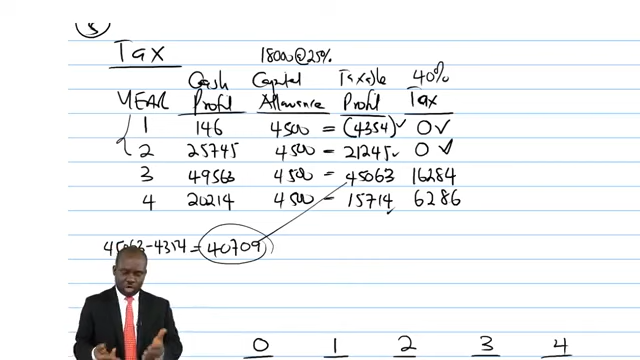 3
Tax 18000@25%
Cash Capital Taxable 40%
YEAR Profit Allowance Profit Tax
1 146 4500 = (4354) ✓ 0 ✓
2 25745 4500 = 21245 ✓ 0 ✓
3 49563 4500 = 45063 16284
4 20214 4500 = 15714 6286
45063-4354 = 40709
0 1 2 3 4